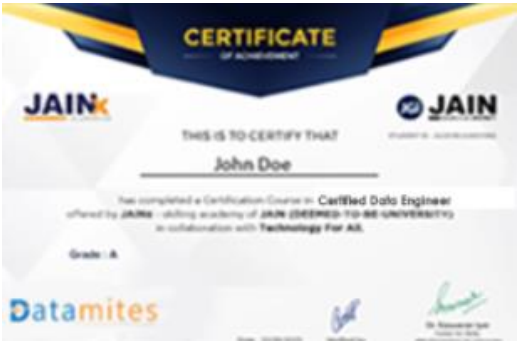 CERTIFICATE
OF ACHIEVEMENT
JAINx
JAIN
THIS IS TO CERTIFY THAT
John Doe
has completed a Certification Course in Certified Data Engineer
offered by JAINx - skilling academy of JAIN (DEEMED-TO-BE-UNIVERSITY)
in collaboration with Technology For All.
Grade : A
Datamites